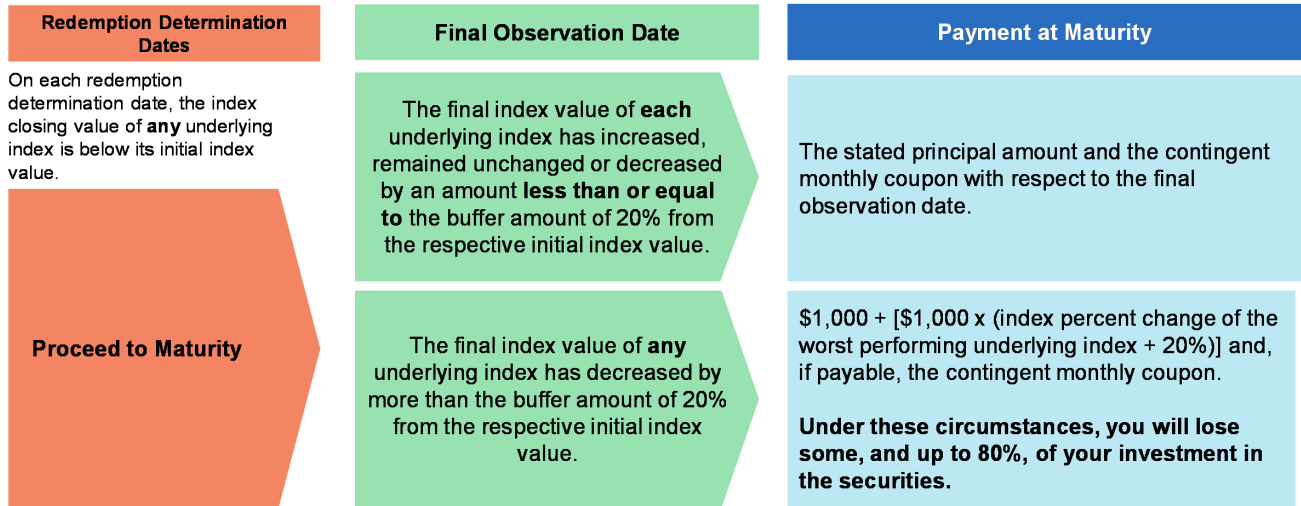 Redemption Determination
Dates
On each redemption
determination date, the index
closing value of any underlying
index is below its initial index
value.
Proceed to Maturity
Final Observation Date
The final index value of each
underlying index has increased,
remained unchanged or decreased
by an amount less than or equal
to the buffer amount of 20% from
the respective initial index value.
The final index value of any
underlying index has decreased by
more than the buffer amount of 20%
from the respective initial index
value.
Payment at Maturity
The stated principal amount and the contingent
monthly coupon with respect to the final
observation date.
$1,000 + [$1,000 x (index percent change of the
worst performing underlying index + 20%)] and,
if payable, the contingent monthly coupon.
Under these circumstances, you will lose
some, and up to 80%, of your investment in
the securities.